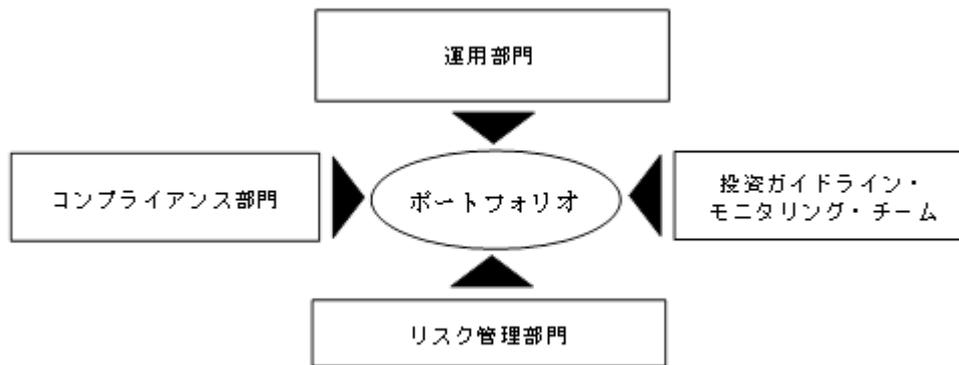 運用部門
コンプライアンス部門
ポートフォリオ
投資ガイドライン・
モニタリング・チーム
リスク管理部門